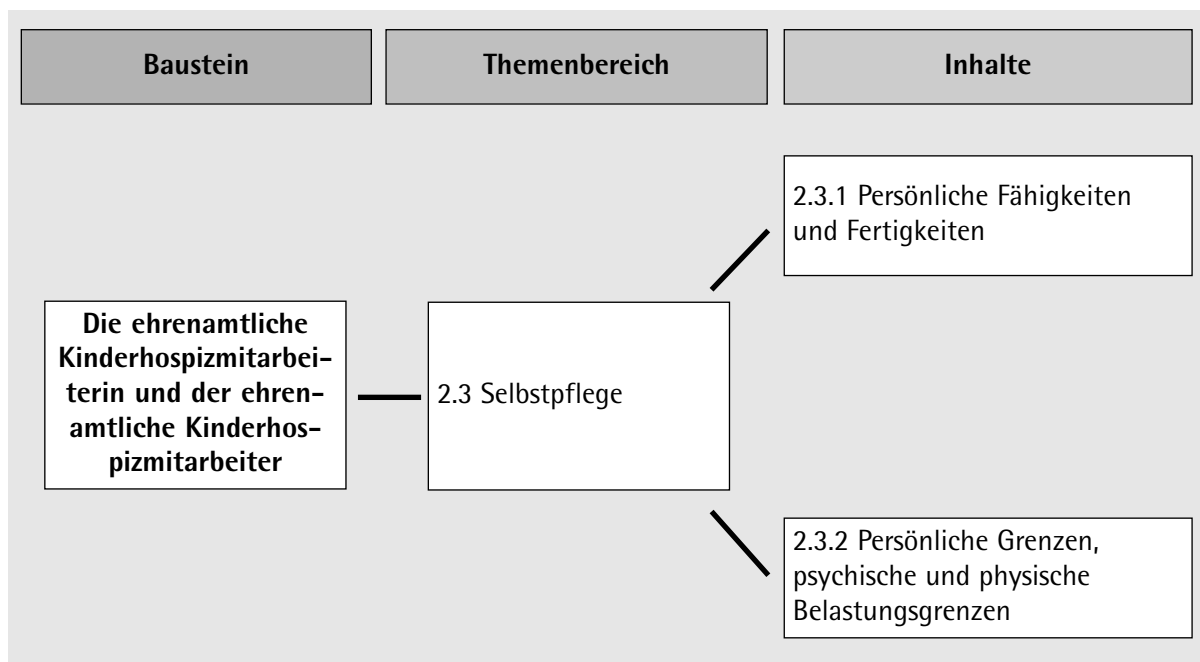 Baustein
Themenbereich
Inhalte
2.3.1 Persönliche Fähigkeiten
und Fertigkeiten
Die ehrenamtliche
Kinderhospizmitarbei-
terin und der ehren-
amtliche Kinderhos-
pizmitarbeiter
2.3 Selbstpflege
2.3.2 Persönliche Grenzen,
psychische und physische
Belastungsgrenzen